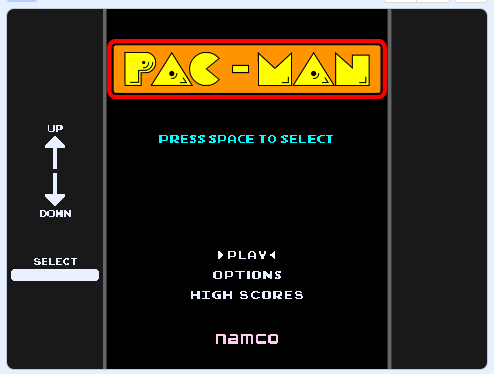 PAC-MAN
PRESS SPACE TO SELECT
UP
DOWN
SELECT
PLAY
OPTIONS
HIGH SCORES
namco